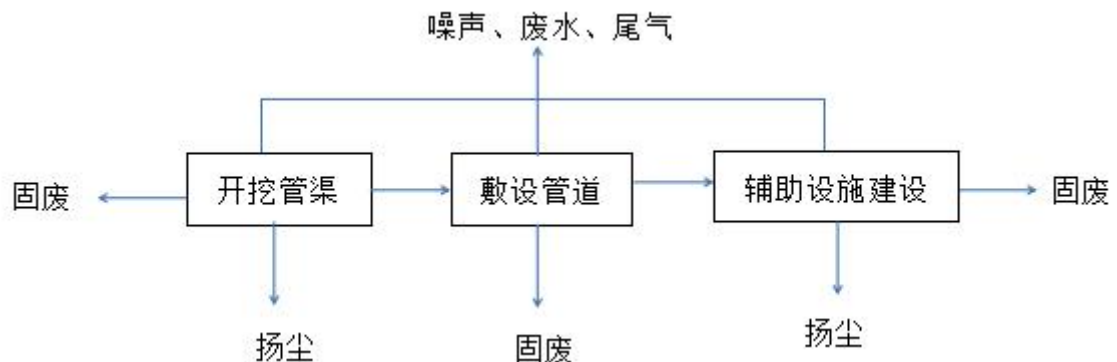 噪声、废水、尾气
固废
开挖管渠
敷设管道
辅助设施建设
固废
扬尘
固废
扬尘